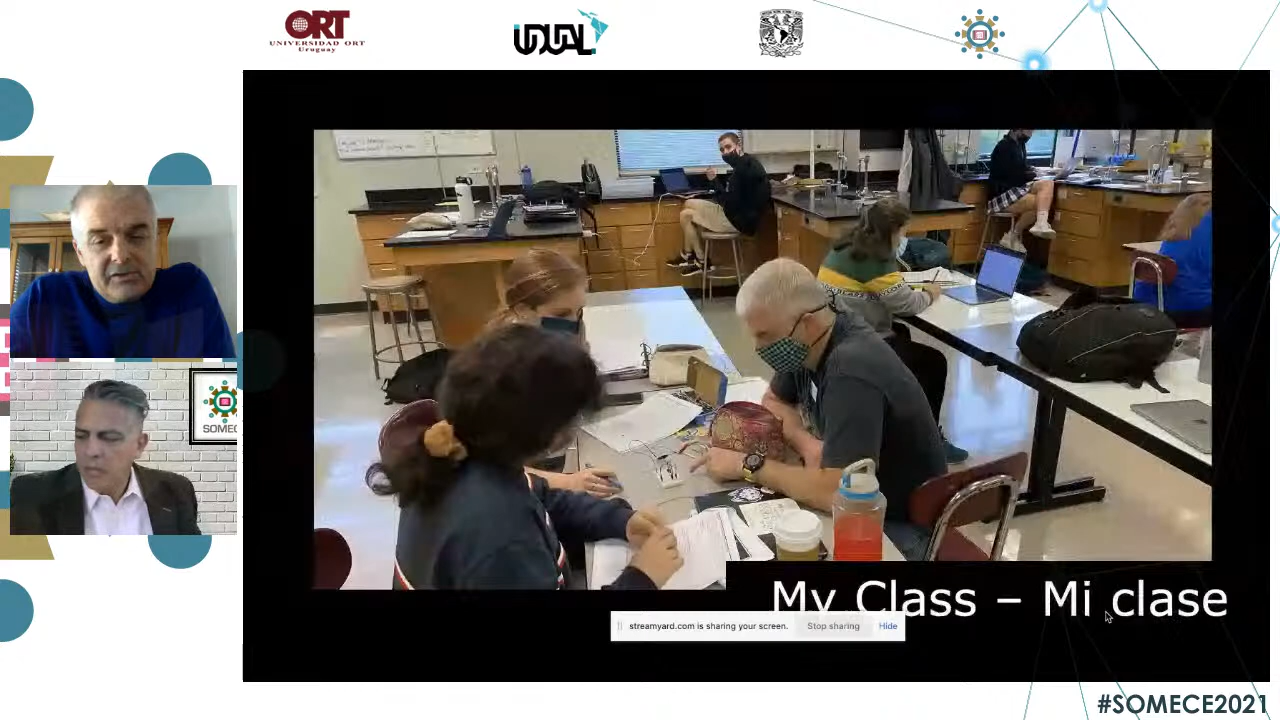 ORT
UNIVERSIDAD ORT
Uruguay
UDUAL
SOMEC
My Class – Mi clase
streamyard.com is sharing your screen. Stop sharing Hide
#SOMECE2021